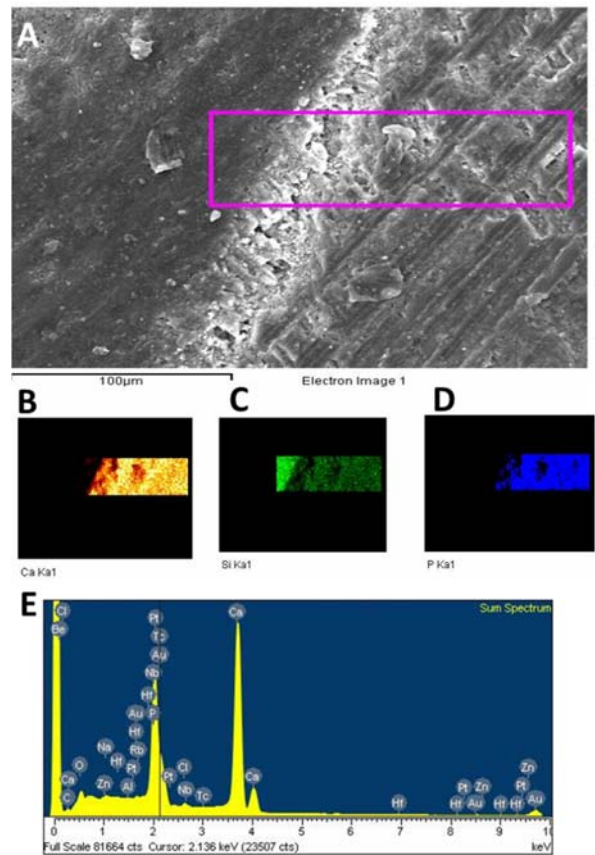 A
100µm Electron Image 1
B C D
Ca Ka1
Si Ka1
P Ka1
E
Sum Spectrum
Cl
Be
Ca
C
O
Na
Zn
Hf
Al
Pt
Rb
Hf
Au
Hf
P
Nb
Au
Tc
Pt
Pt
Cl
Nb
Tc
Ca
Ca
Hf
Hf
Pt
Au
Zn
Hf
Hf
Pt
Zn
Au
0 1 2 3 4 5 6 7 8 9 10
Full Scale 81664 cts Cursor: 2.136 keV (23507 cts) keV